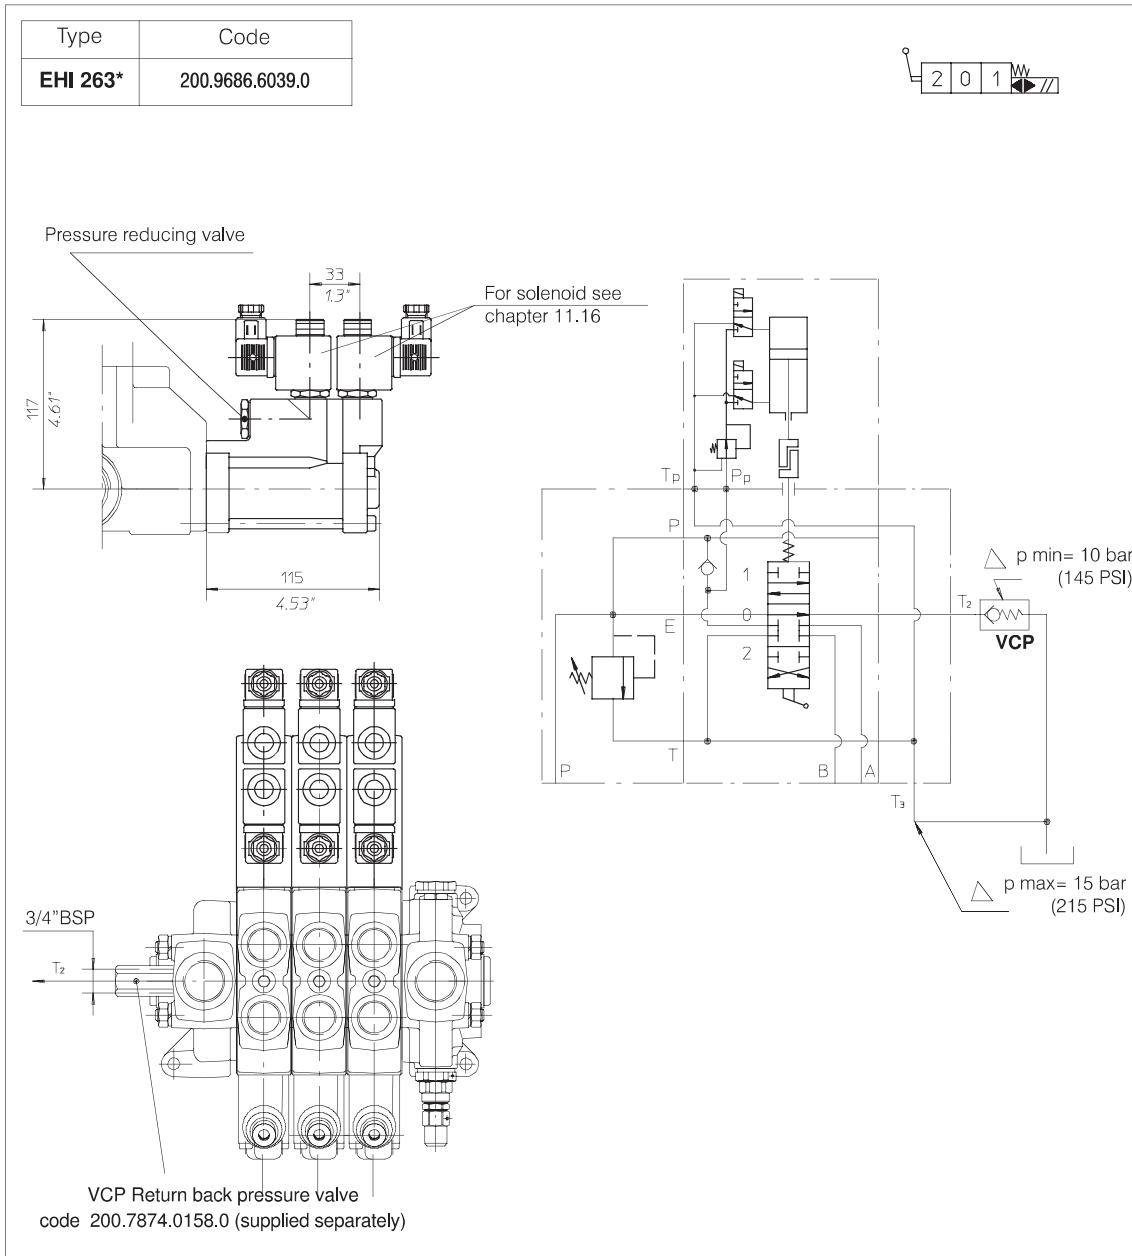 Type Code
EHI 263* 200.9686.6039.0
2 0 1
Pressure reducing valve
33
1.3"
For solenoid see
chapter 11.16
117
4.61"
115
4.53"
Tp Pp
P
1
0
E
2
T
P B A
T2
T3
p min= 10 bar
(145 PSI)
VCP
p max= 15 bar
(215 PSI)
3/4"BSP
T2
VCP Return back pressure valve
code 200.7874.0158.0 (supplied separately)